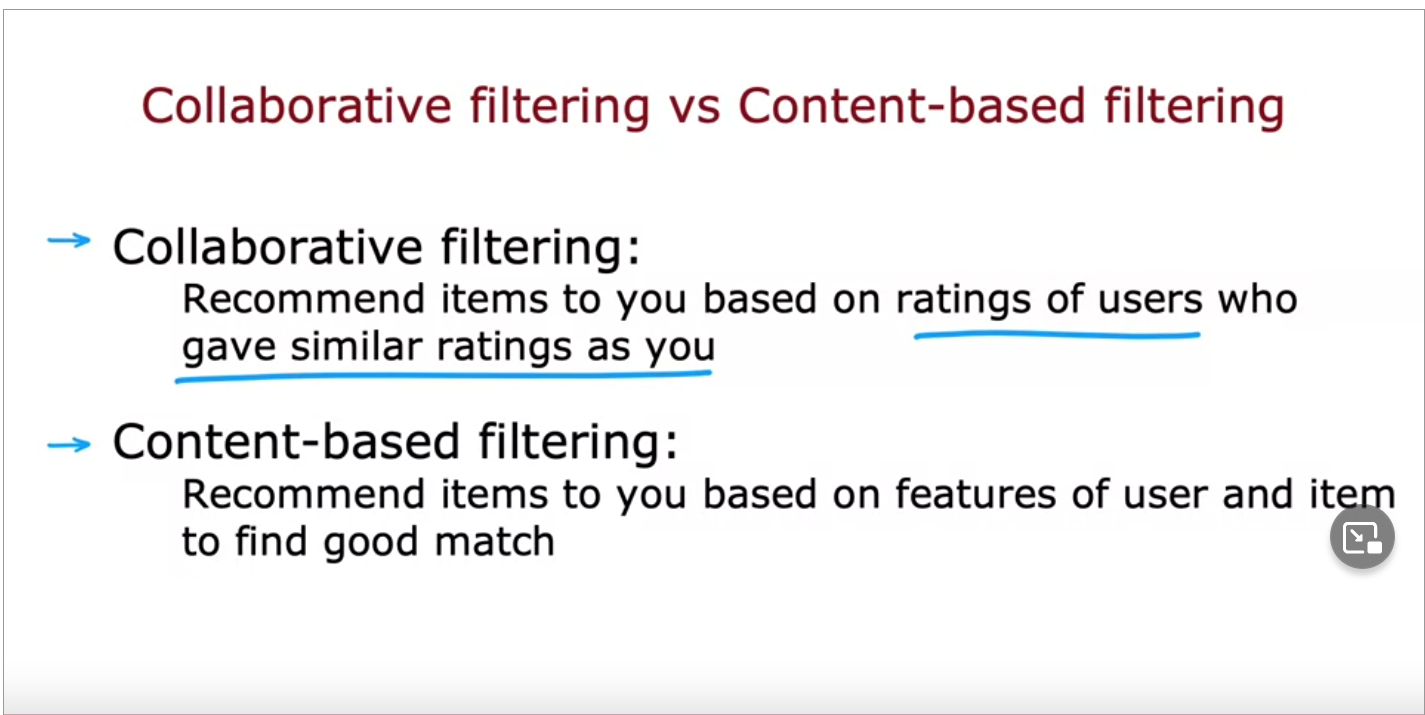 Collaborative filtering vs Content-based filtering
→ Collaborative filtering:
Recommend items to you based on ratings of users who
gave similar ratings as you
→ Content-based filtering:
Recommend items to you based on features of user and item
to find good match